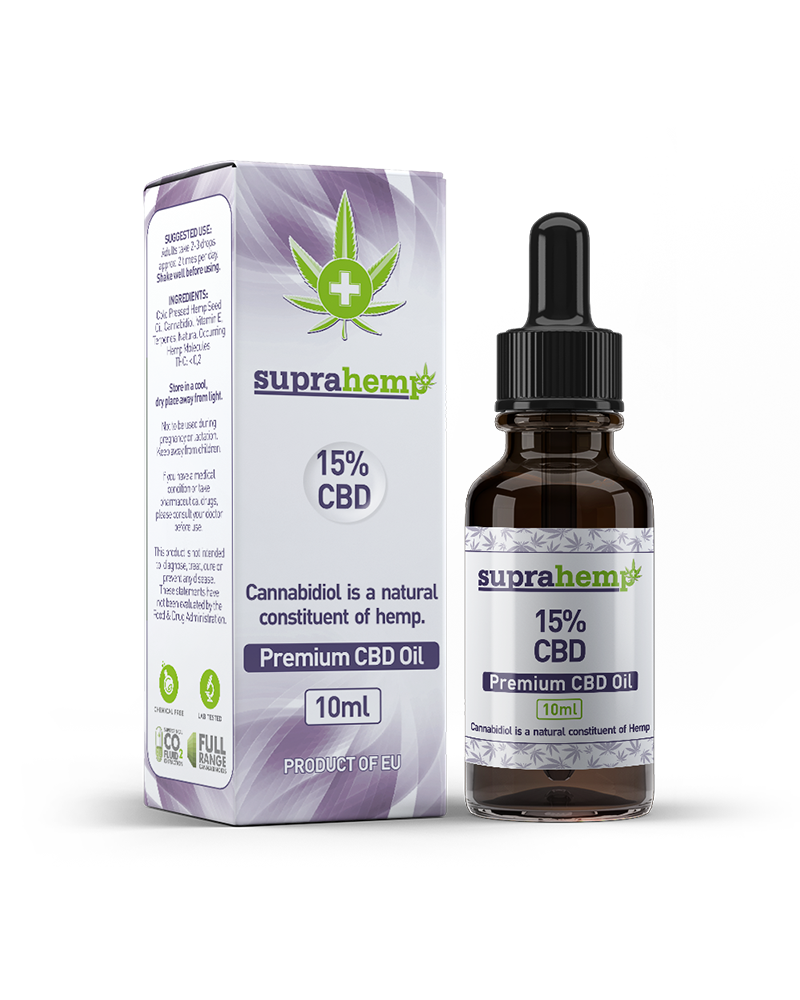 SUGGESTED USE:
Adults take 2-3 drops
approx 2 times per day.
Shake well before using.
INGREDIENTS:
Cold Pressed Hemp Seed
Oil, Cannabidiol, Vitamin E,
Terpenes, Natural Occurring
Hemp Molecules
THC: <0,2
Store in a cool,
dry place away from light.
Not to be used during
pregnancy or lactation.
Keep away from children.
If you have a medical
condition or take
pharmaceutical drugs,
please consult your doctor
before use.
This product is not intended
to diagnose, treat, cure or
prevent any disease.
These statements have
not been evaluated by the
Food & Drug Administration.
CHEMICAL FREE
LAB TESTED
CO2
FLUID
EXTRACTION
FULL
RANGE
CANNABINOIDS
suprahemp
15%
CBD
Cannabidiol is a natural
constituent of hemp.
Premium CBD Oil
10ml
PRODUCT OF EU
suprahemp
15%
CBD
Premium CBD Oil
10ml
Cannabidiol is a natural constituent of Hemp